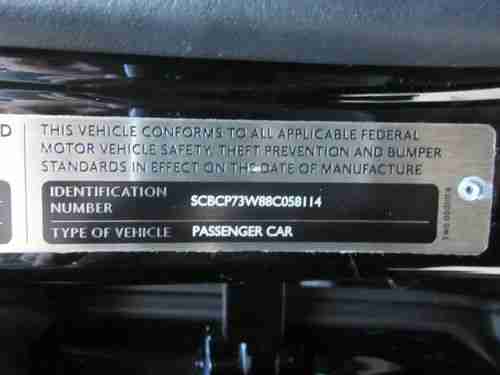 D
THIS VEHICLE CONFORMS TO ALL APPLICABLE FEDERAL
MOTOR VEHICLE SAFETY, THEFT PREVENTION AND BUMPER
STANDARDS IN EFFECT ON THE DATE OF MANUFACTURE
IDENTIFICATION
NUMBER
SCBCP73W88C058114
TYPE OF VEHICLE
PASSENGER CAR